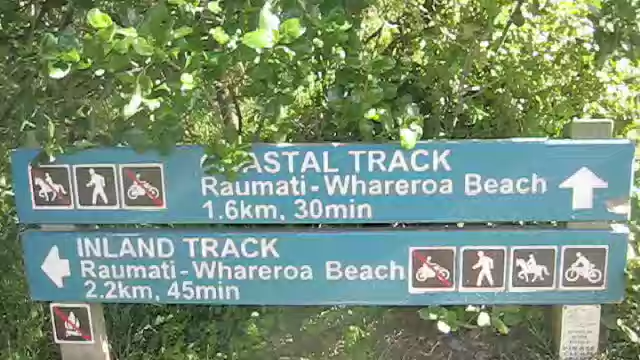 COASTAL TRACK
Raumati-Whareroa Beach
1.6km, 30min
INLAND TRACK
Raumati-Whareroa Beach
2.2km, 45min